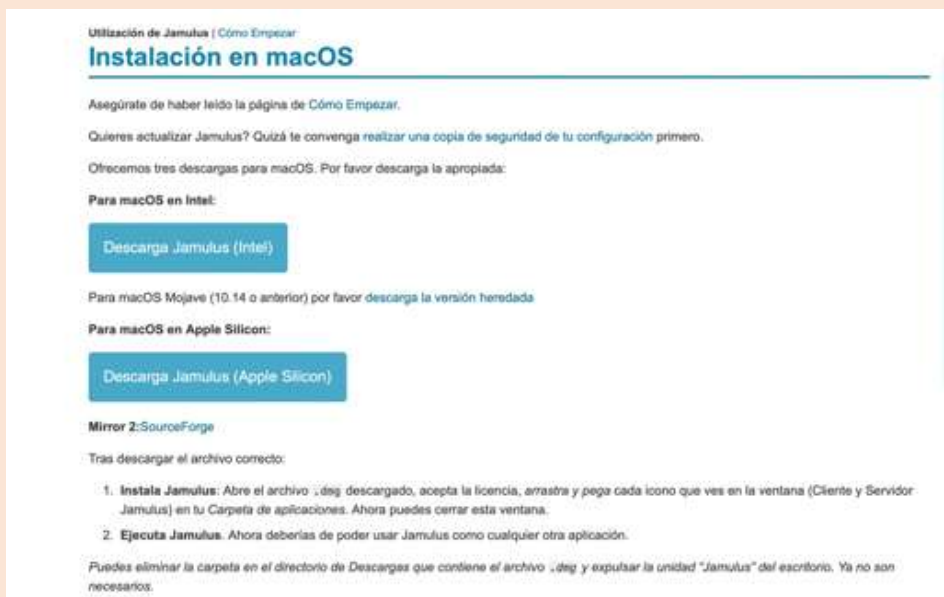 Utilización de Jamulus | Cómo Empezar
Instalación en macOS
Asegúrate de haber leído la página de Cómo Empezar.
Quieres actualizar Jamulus? Quizá te convenga realizar una copia de seguridad de tu configuración primero.
Ofrecemos tres descargas para macOS. Por favor descarga la apropiada:
Para macOS en Intel:
Descarga Jamulus (Intel)
Para macOS Mojave (10.14 o anterior) por favor descarga la versión heredada
Para macOS en Apple Silicon:
Descarga Jamulus (Apple Silicon)
Mirror 2:SourceForge
Tras descargar el archivo correcto:
1. Instala Jamulus: Abre el archivo .dmg descargado, acepta la licencia, arrastra y pega cada icono que ves en la ventana (Cliente y Servidor
Jamulus) en tu Carpeta de aplicaciones. Ahora puedes cerrar esta ventana.
2. Ejecuta Jamulus. Ahora deberías de poder usar Jamulus como cualquier otra aplicación.
Puedes eliminar la carpeta en el directorio de Descargas que contiene el archivo .dmg y expulsar la unidad "Jamulus" del escritorio. Ya no son
necesarios.